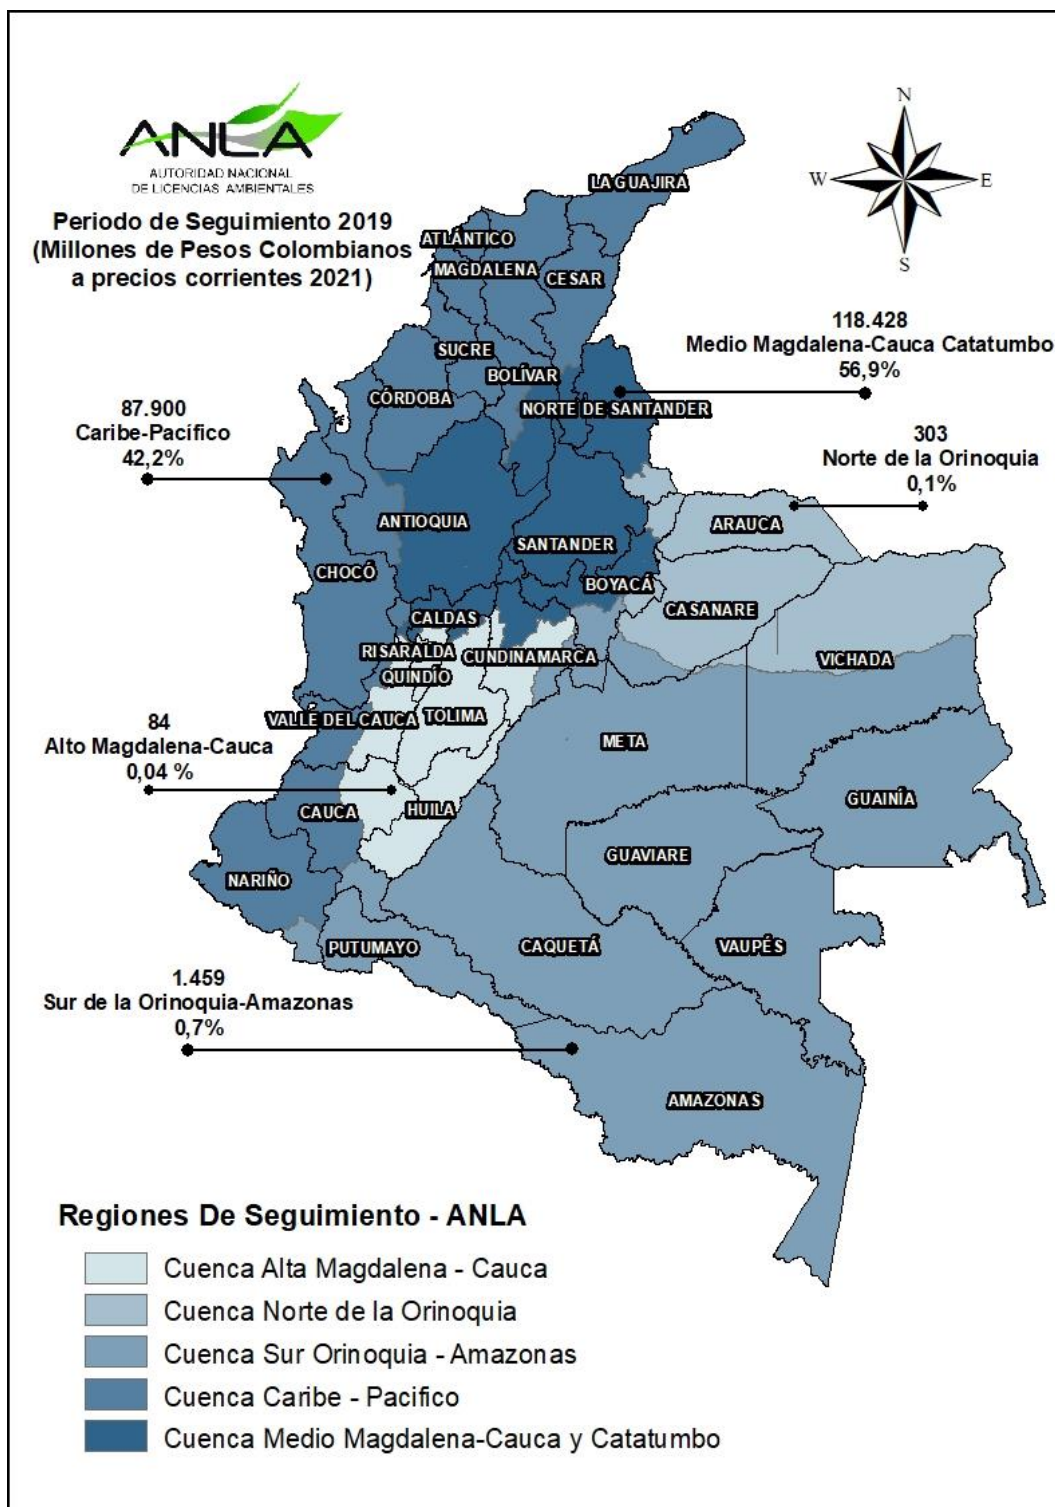 ANLA
AUTORIDAD NACIONAL
DE LICENCIAS AMBIENTALES
Periodo de Seguimiento 2019
(Millones de Pesos Colombianos
a precios corrientes 2021)
N
W
E
S
LA GUAJIRA
ATLÁNTICO
MAGDALENA
CESAR
118.428
Medio Magdalena-Cauca Catatumbo
56,9%
SUCRE
BOLÍVAR
CÓRDOBA
NORTE DE SANTANDER
87.900
Caribe-Pacífico
42,2%
303
Norte de la Orinoquia
0,1%
ANTIOQUIA
ARAUCA
SANTANDER
CHOCÓ
BOYACÁ
CASANARE
CALDAS
RISARALDA
CUNDINAMARCA
VICHADA
QUINDÍO
VALLE DEL CAUCA
TOLIMA
84
Alto Magdalena-Cauca
0,04 %
META
GUAINÍA
CAUCA
HUILA
GUAVIARE
NARIÑO
PUTUMAYO
CAQUETÁ
VAUPÉS
1.459
Sur de la Orinoquia-Amazonas
0,7%
AMAZONAS
Regiones De Seguimiento - ANLA
Cuenca Alta Magdalena - Cauca
Cuenca Norte de la Orinoquia
Cuenca Sur Orinoquia - Amazonas
Cuenca Caribe - Pacifico
Cuenca Medio Magdalena-Cauca y Catatumbo